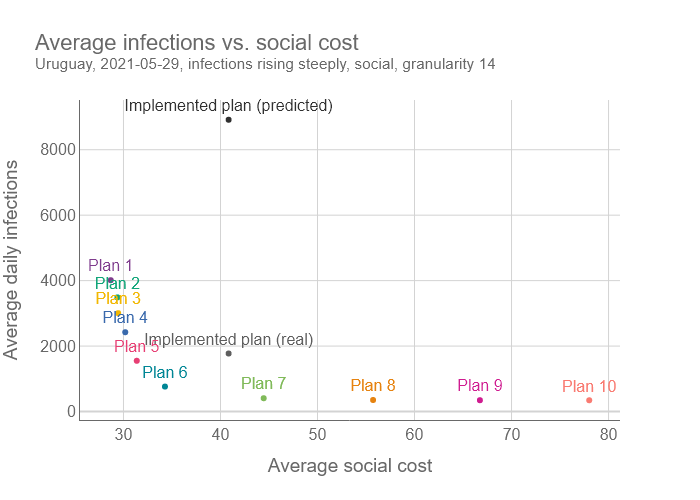 Average infections vs. social cost
Uruguay, 2021-05-29, infections rising steeply, social, granularity 14
Implemented plan (predicted)
8000
6000
4000
2000
0
Average daily infections
Plan 1
Plan 2
Plan 3
Plan 4
Plan 5
Implemented plan (real)
Plan 6
Plan 7
Plan 8
Plan 9
Plan 10
30
40
50
60
70
80
Average social cost